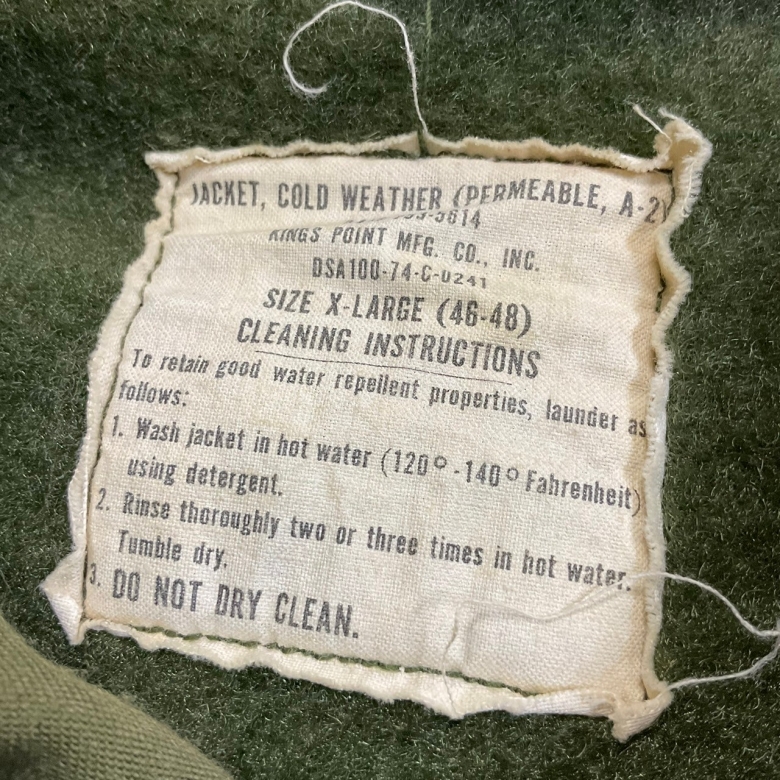 JACKET, COLD WEATHER (PERMEABLE, A-2)
KINGS POINT MFG. CO., INC.
DSA100-74-C-0241
SIZE X-LARGE (46-48)
CLEANING INSTRUCTIONS
To retain good water repellent properties, launder as
follows:
1. Wash jacket in hot water (120° -140° Fahrenheit)
using detergent.
2. Rinse thoroughly two or three times in hot water.
Tumble dry.
3. DO NOT DRY CLEAN.